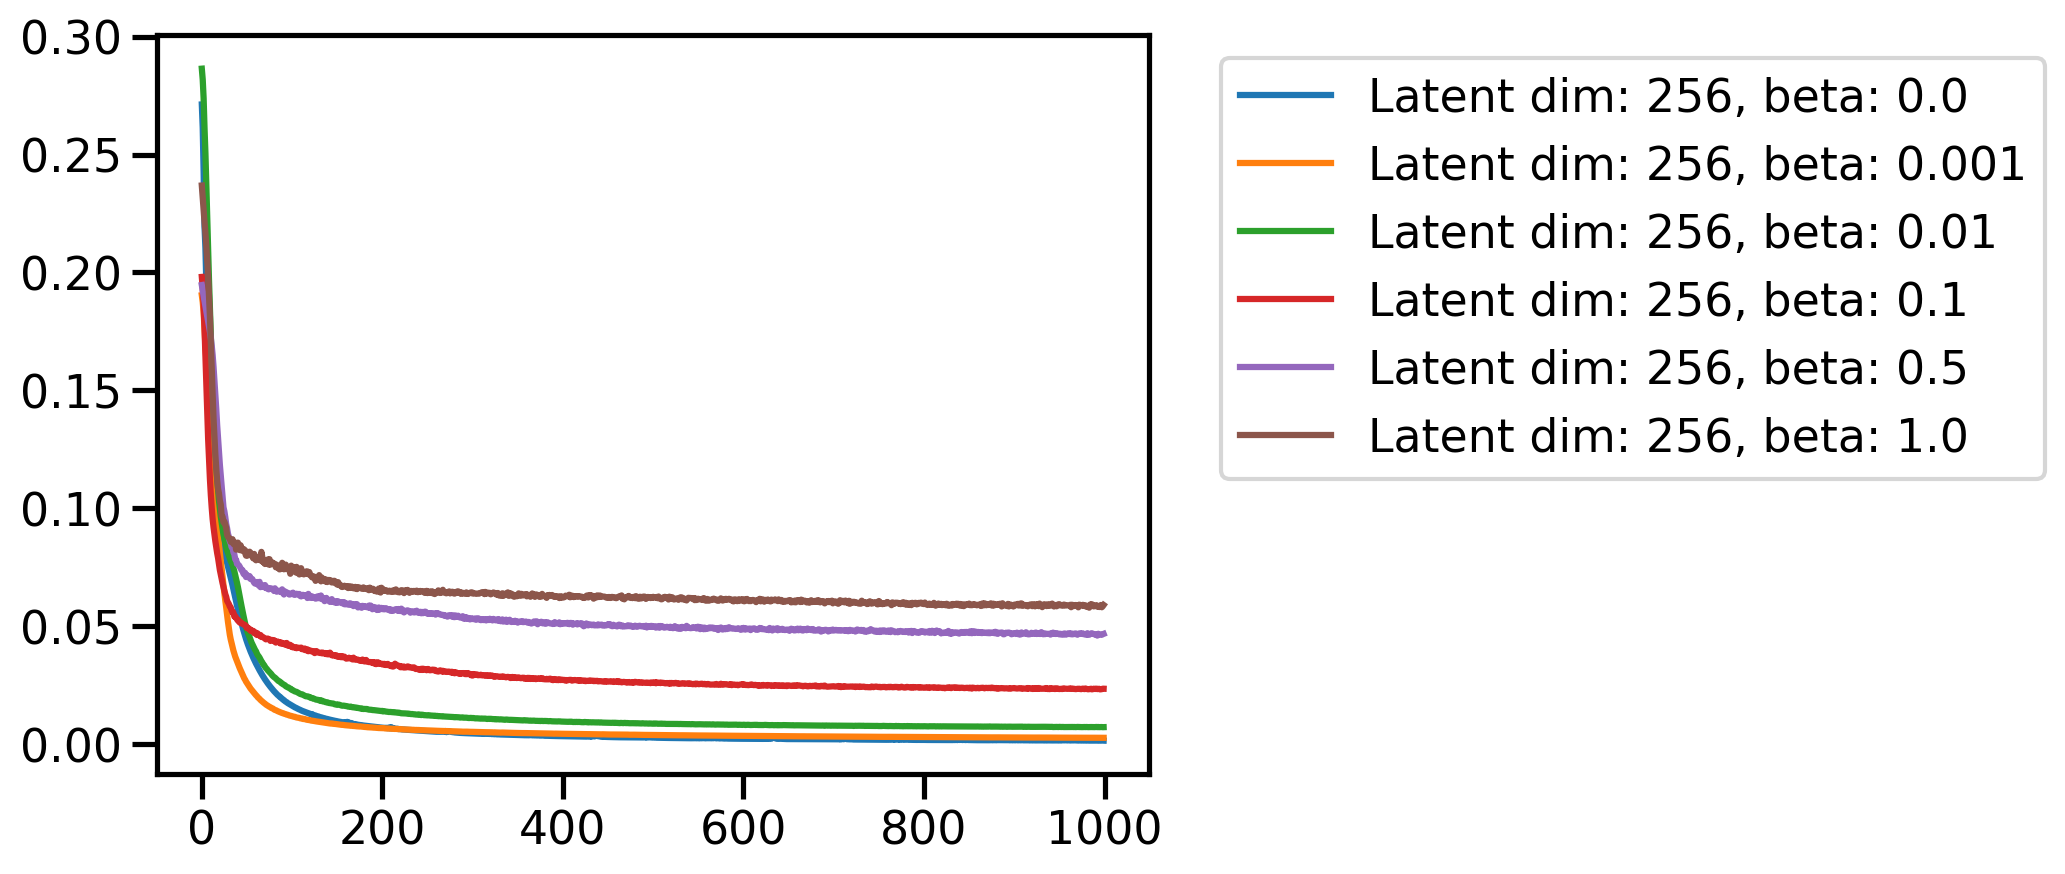 0.30
0.25
0.20
0.15
0.10
0.05
0.00
0 200 400 600 800 1000
Latent dim: 256, beta: 0.0
Latent dim: 256, beta: 0.001
Latent dim: 256, beta: 0.01
Latent dim: 256, beta: 0.1
Latent dim: 256, beta: 0.5
Latent dim: 256, beta: 1.0